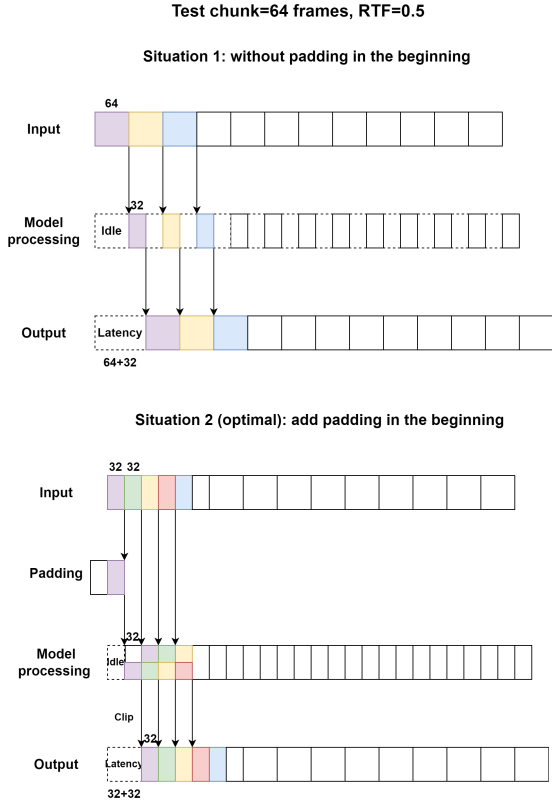 Test chunk=64 frames, RTF=0.5
Situation 1: without padding in the beginning
64
Input
32
Idle
Model
processing
Output
Latency
64+32
Situation 2 (optimal): add padding in the beginning
32 32
Input
Padding
32
Idle
Model
processing
Clip
32
Output
Latency
32+32